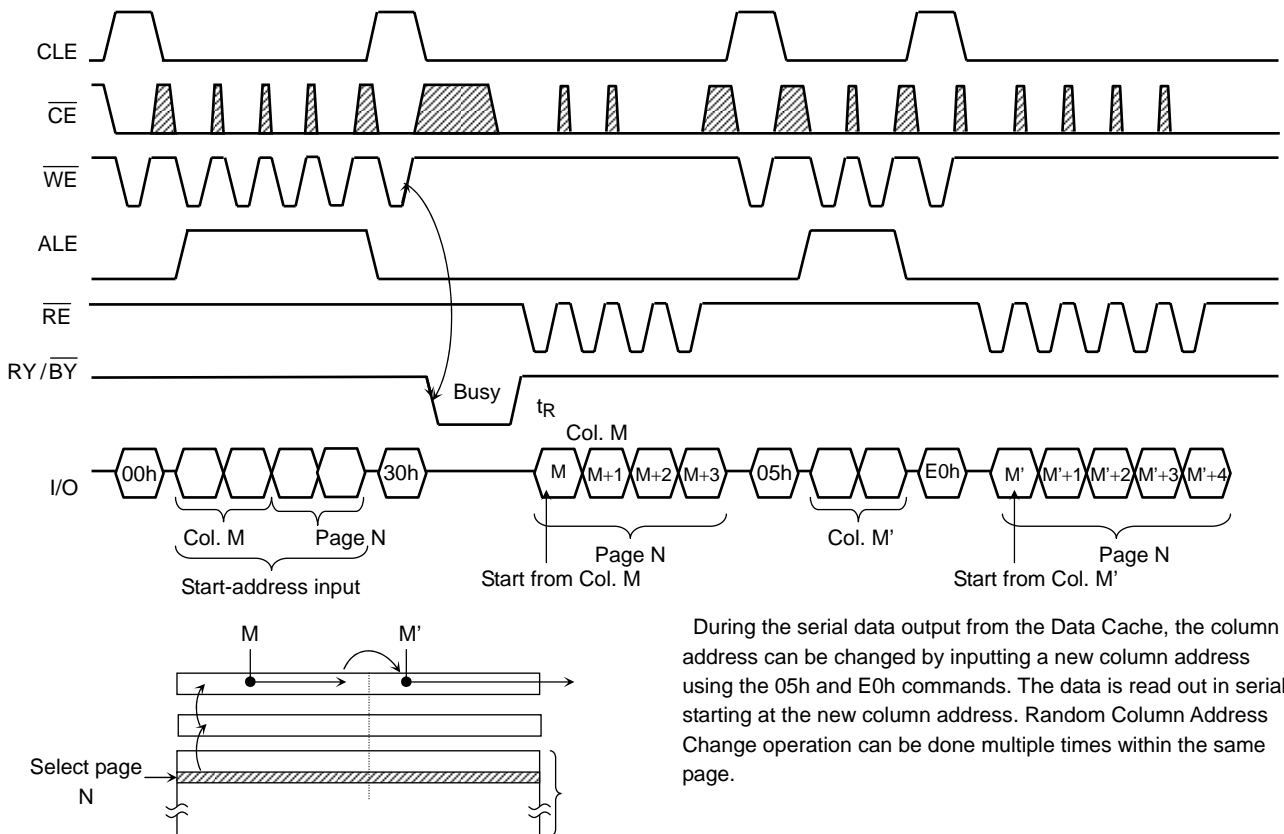 CLE
CE
WE
ALE
RE
RY/BY
Busy
tR
Col. M
I/O
00h
30h
M
M+1
M+2
M+3
05h
E0h
M'
M'+1
M'+2
M'+3
M'+4
Col. M
Page N
Col. M'
Page N
Page N
Start-address input
Start from Col. M
Start from Col. M'
M
M'
Select page
N
During the serial data output from the Data Cache, the column
address can be changed by inputting a new column address
using the 05h and E0h commands. The data is read out in serial
starting at the new column address. Random Column Address
Change operation can be done multiple times within the same
page.